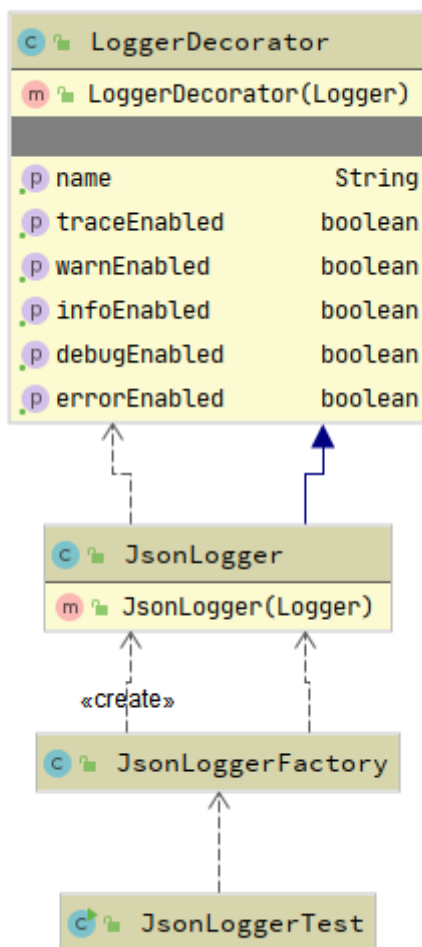 C LoggerDecorator
m LoggerDecorator(Logger)
p name String
p traceEnabled boolean
p warnEnabled boolean
p infoEnabled boolean
p debugEnabled boolean
p errorEnabled boolean
C JsonLogger
m JsonLogger(Logger)
«create»
C JsonLoggerFactory
C JsonLoggerTest